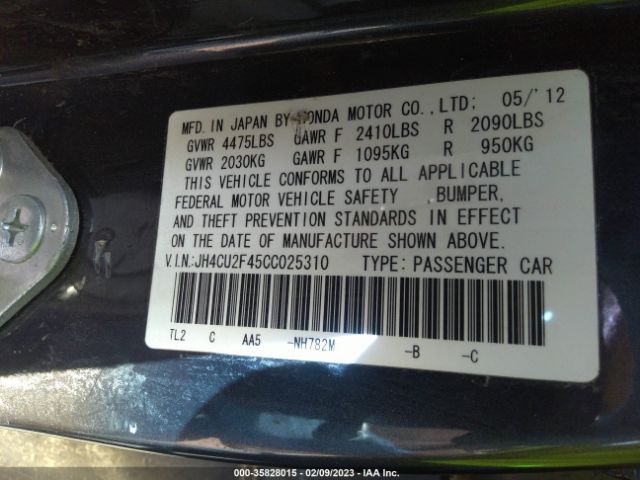 MFD. IN JAPAN BY HONDA MOTOR CO.,LTD; 05/'12
GVWR 4475LBS GAWR F 2410LBS R 2090LBS
GVWR 2030KG GAWR F 1095KG R 950KG
THIS VEHICLE CONFORMS TO ALL APPLICABLE
FEDERAL MOTOR VEHICLE SAFETY ,BUMPER,
AND THEFT PREVENTION STANDARDS IN EFFECT
ON THE DATE OF MANUFACTURE SHOWN ABOVE.
V.I.N:JH4CU2F45CC025310 TYPE:PASSENGER CAR
TL2 C AA5 -NH782M -B -C
000-35828015 - 02/09/2023 - IAA Inc.